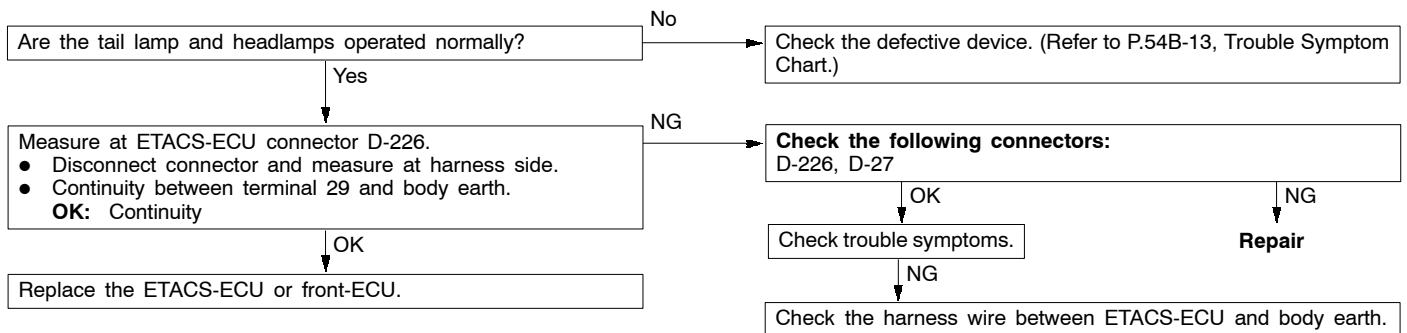 No
Are the tail lamp and headlamps operated normally?
Check the defective device. (Refer to P.54B-13, Trouble Symptom
Chart.)
Yes
Measure at ETACS-ECU connector D-226.
● Disconnect connector and measure at harness side.
● Continuity between terminal 29 and body earth.
OK: Continuity
NG
Check the following connectors:
D-226, D-27
OK
NG
Check trouble symptoms.
Repair
OK
NG
Replace the ETACS-ECU or front-ECU.
Check the harness wire between ETACS-ECU and body earth.